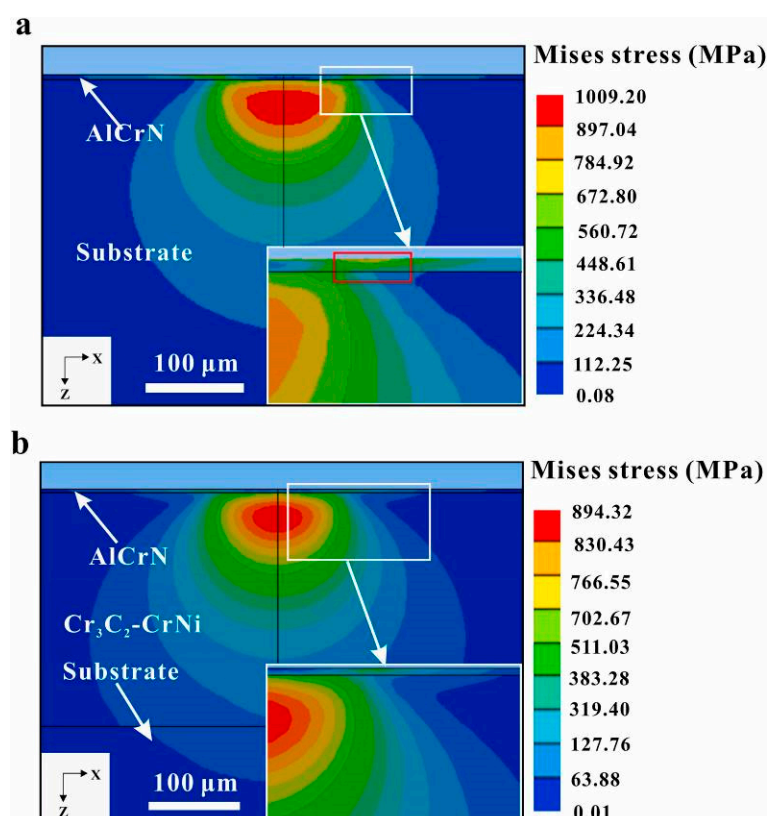 a
Mises stress (MPa)
1009.20
897.04
784.92
672.80
560.72
448.61
336.48
224.34
112.25
0.08
AlCrN
Substrate
X
Z
100 μm
b
Mises stress (MPa)
894.32
830.43
766.55
702.67
511.03
383.28
319.40
127.76
63.88
0.01
AlCrN
Cr₃C₂-CrNi
Substrate
X
Z
100 μm